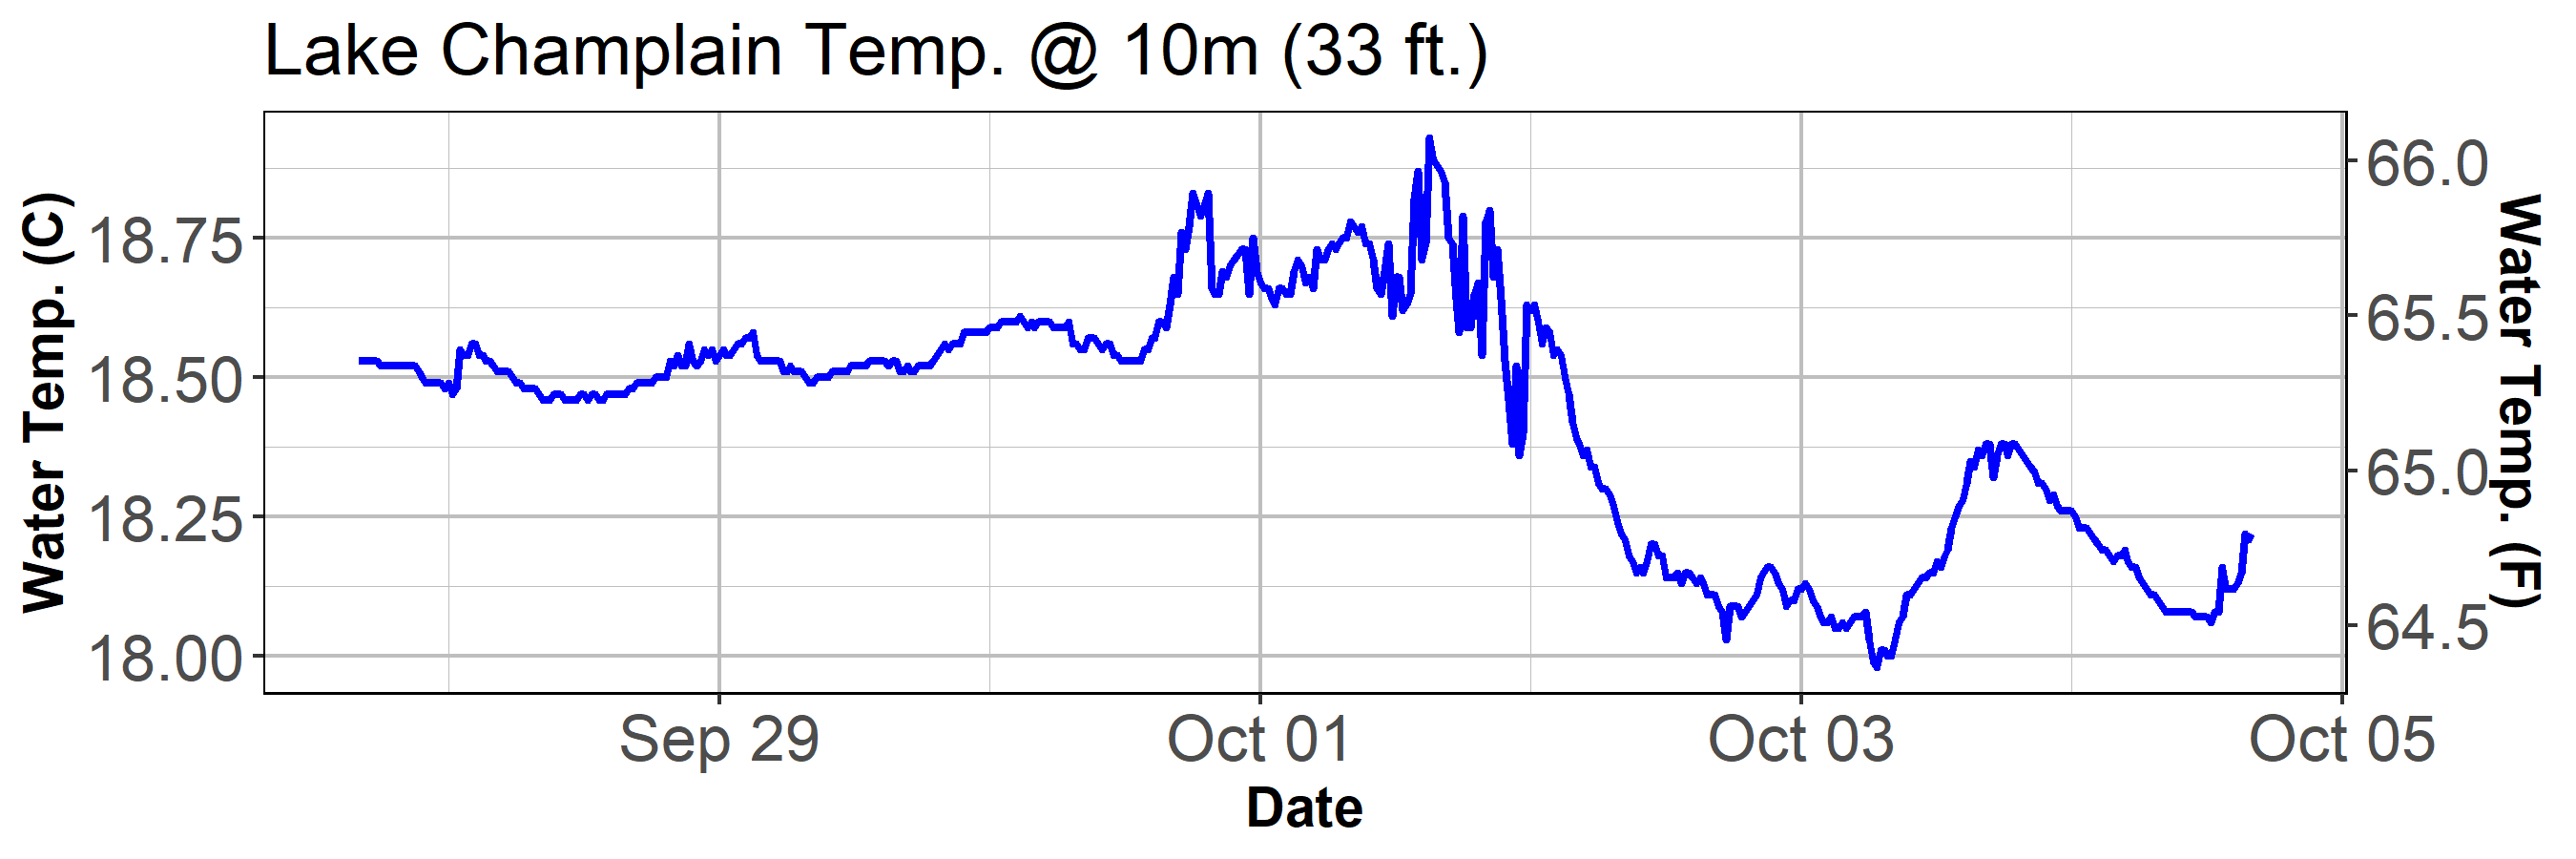 Lake Champlain Temp. @ 10m (33 ft.)
Water Temp. (C)
18.75
18.50
18.25
18.00
66.0
65.5
65.0
64.5
Water Temp. (F)
Sep 29 Oct 01 Oct 03 Oct 05
Date